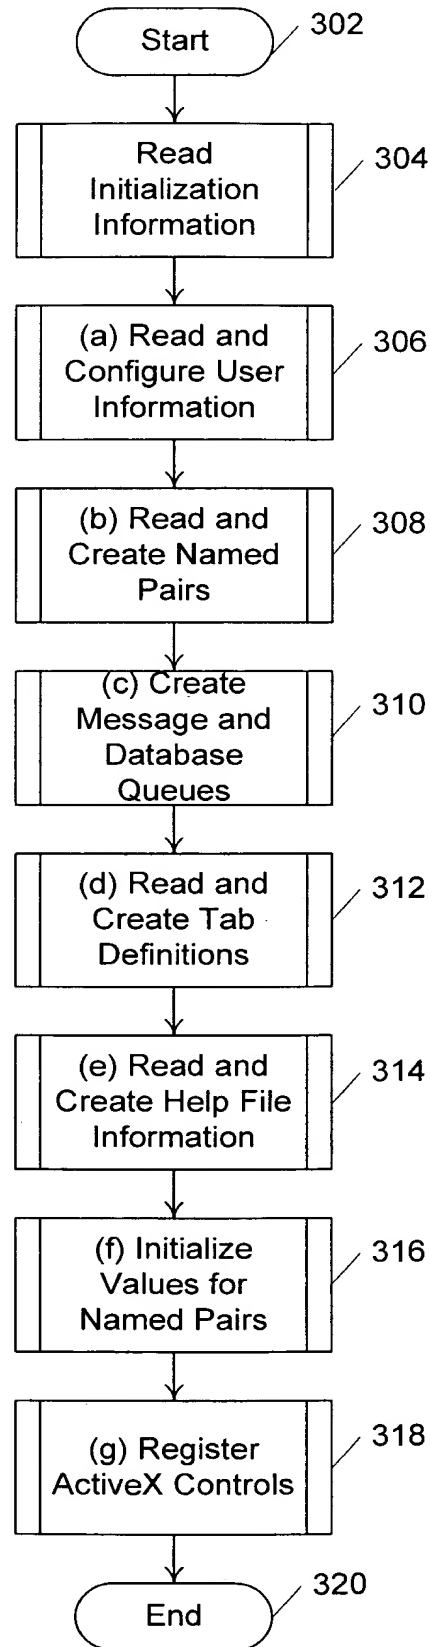 Start
302
Read
Initialization
Information
304
(a) Read and
Configure User
Information
306
(b) Read and
Create Named
Pairs
308
(c) Create
Message and
Database
Queues
310
(d) Read and
Create Tab
Definitions
312
(e) Read and
Create Help File
Information
314
(f) Initialize
Values for
Named Pairs
316
(g) Register
ActiveX Controls
318
End
320